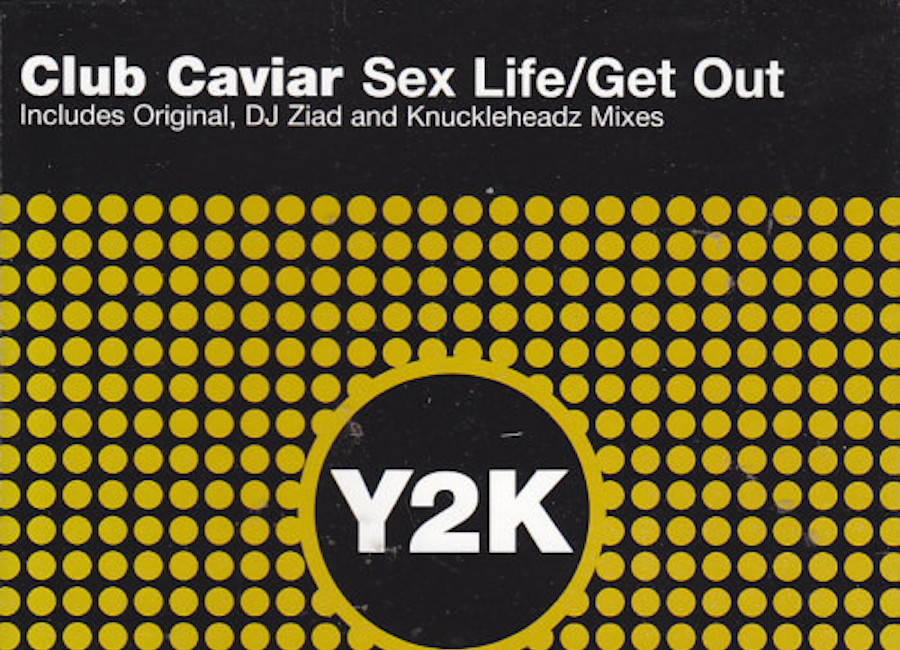 Club Caviar Sex Life/Get Out
Includes Original, DJ Ziad and Knuckleheadz Mixes
Y2K